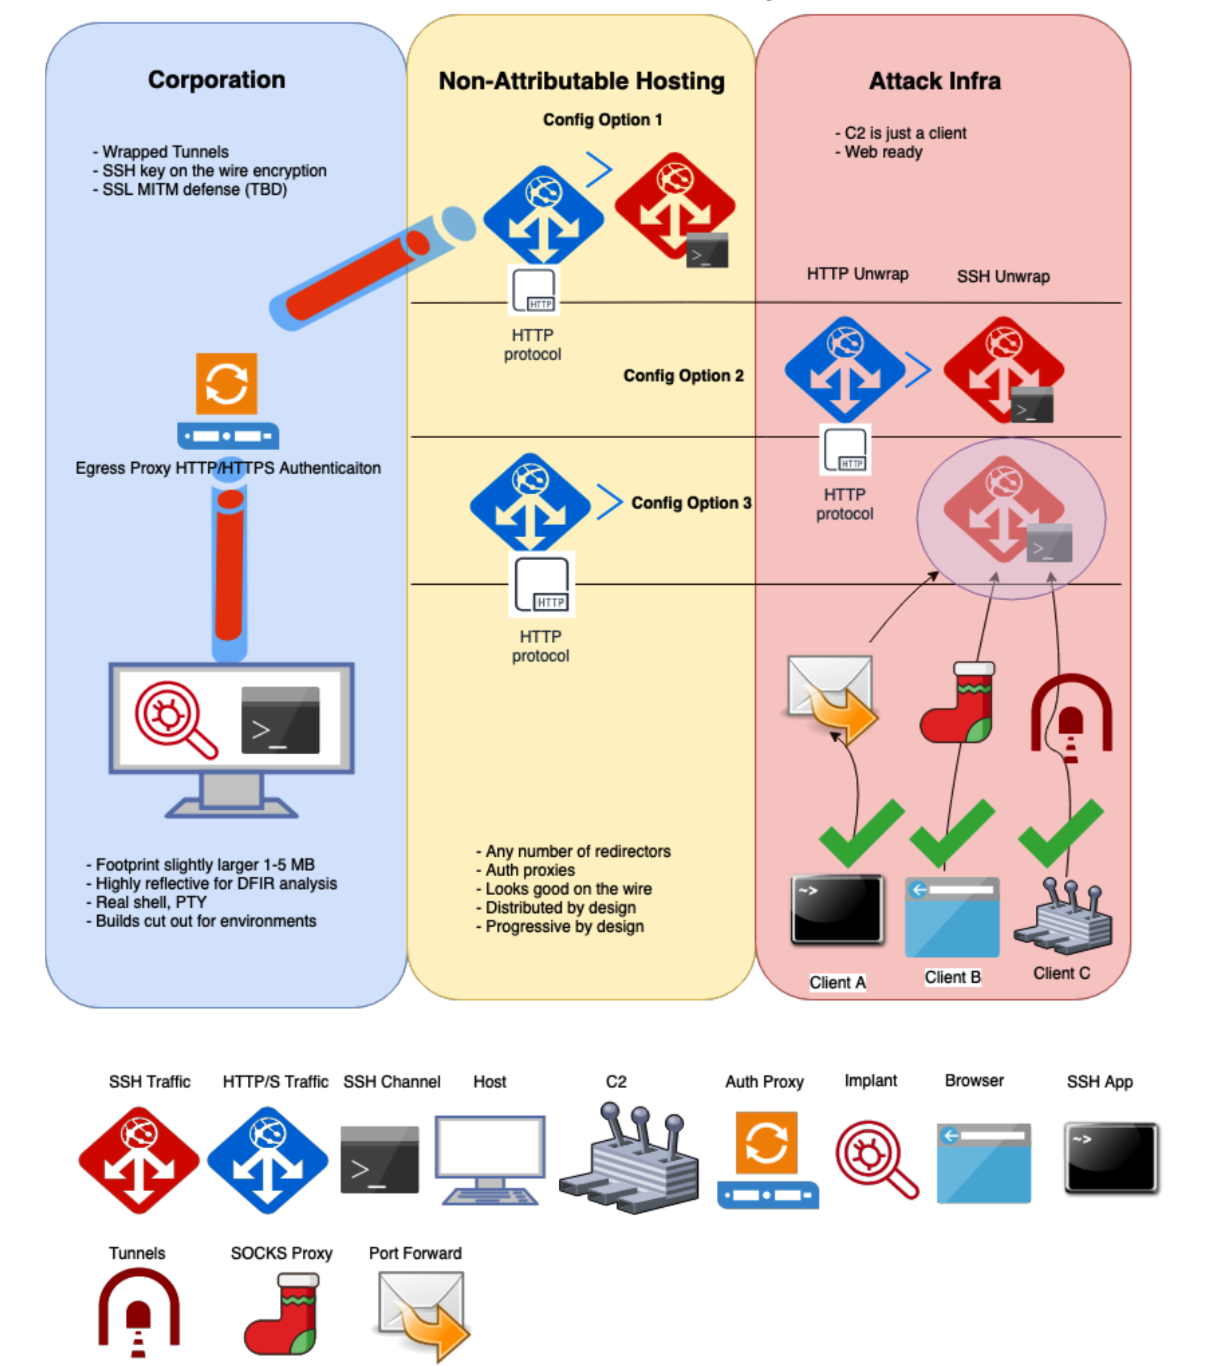 Corporation
- Wrapped Tunnels
- SSH key on the wire encryption
- SSL MITM defense (TBD)
Egress Proxy HTTP/HTTPS Authenticaiton
>_
- Footprint slightly larger 1-5 MB
- Highly reflective for DFIR analysis
- Real shell, PTY
- Builds cut out for environments
Non-Attributable Hosting
Config Option 1
>_
HTTP
HTTP
protocol
Config Option 2
Config Option 3
HTTP
HTTP
protocol
- Any number of redirectors
- Auth proxies
- Looks good on the wire
- Distributed by design
- Progressive by design
Attack Infra
- C2 is just a client
- Web ready
HTTP Unwrap
SSH Unwrap
>_
HTTP
HTTP
protocol
>_
~>
Client A
Client B
Client C
SSH Traffic
HTTP/S Traffic
SSH Channel
Host
C2
Auth Proxy
Implant
Browser
SSH App
>_
~>
Tunnels
SOCKS Proxy
Port Forward